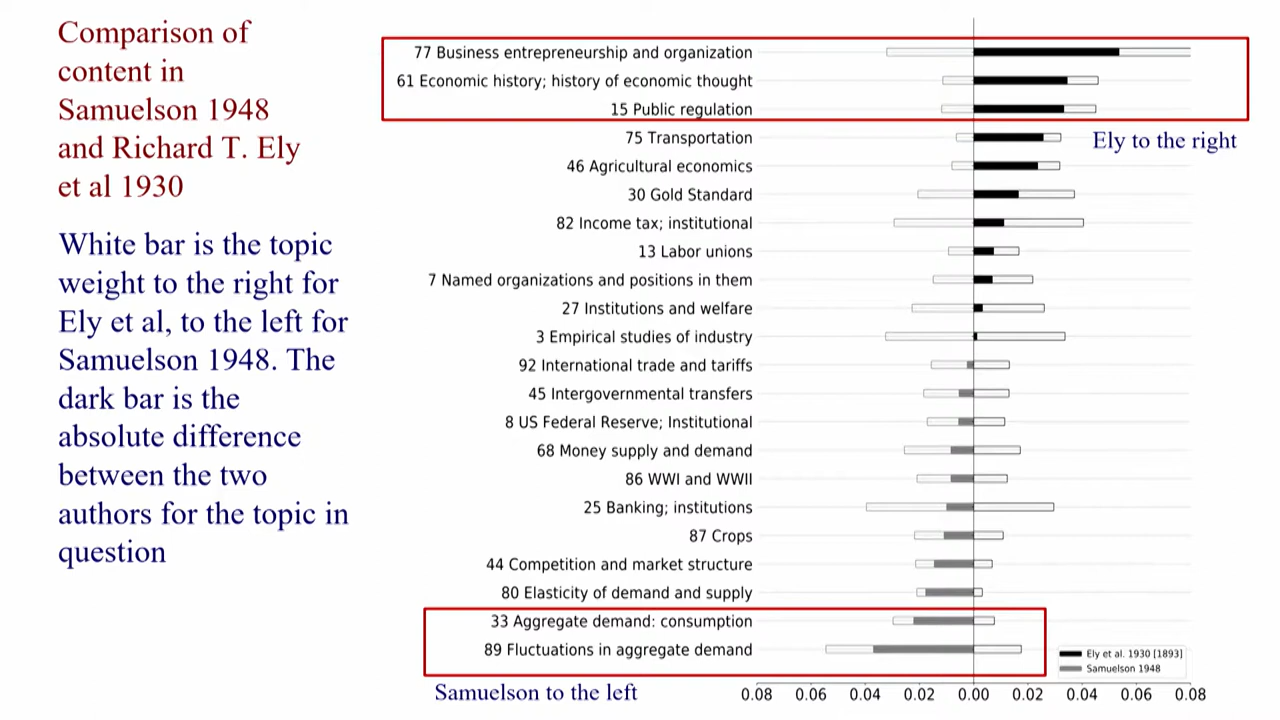 Comparison of
content in
Samuelson 1948
and Richard T. Ely
et al 1930
White bar is the topic
weight to the right for
Ely et al, to the left for
Samuelson 1948. The
dark bar is the
absolute difference
between the two
authors for the topic in
question
77 Business entrepreneurship and organization
61 Economic history; history of economic thought
15 Public regulation
75 Transportation
Ely to the right
46 Agricultural economics
30 Gold Standard
82 Income tax; institutional
13 Labor unions
7 Named organizations and positions in them
27 Institutions and welfare
3 Empirical studies of industry
92 International trade and tariffs
45 Intergovernmental transfers
8 US Federal Reserve; Institutional
68 Money supply and demand
86 WWI and WWII
25 Banking; institutions
87 Crops
44 Competition and market structure
80 Elasticity of demand and supply
33 Aggregate demand: consumption
89 Fluctuations in aggregate demand
Ely et al. 1930 [1893]
Samuelson 1948
Samuelson to the left
0.08 0.06 0.04 0.02 0.00 0.02 0.04 0.06 0.08